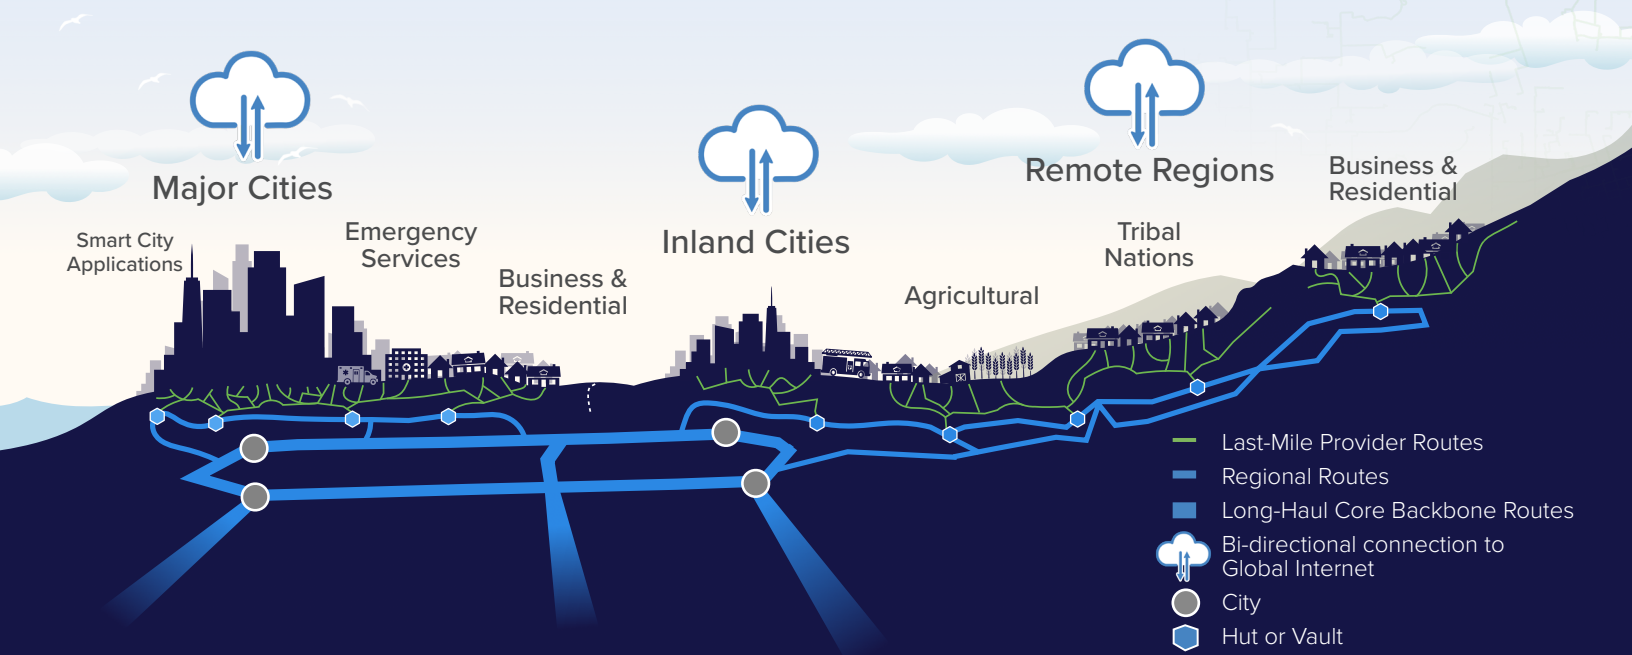 Major Cities
Smart City
Applications
Emergency
Services
Business &
Residential
Inland Cities
Agricultural
Remote Regions
Tribal
Nations
Business &
Residential
Last-Mile Provider Routes
Regional Routes
Long-Haul Core Backbone Routes
Bi-directional connection to
Global Internet
City
Hut or Vault